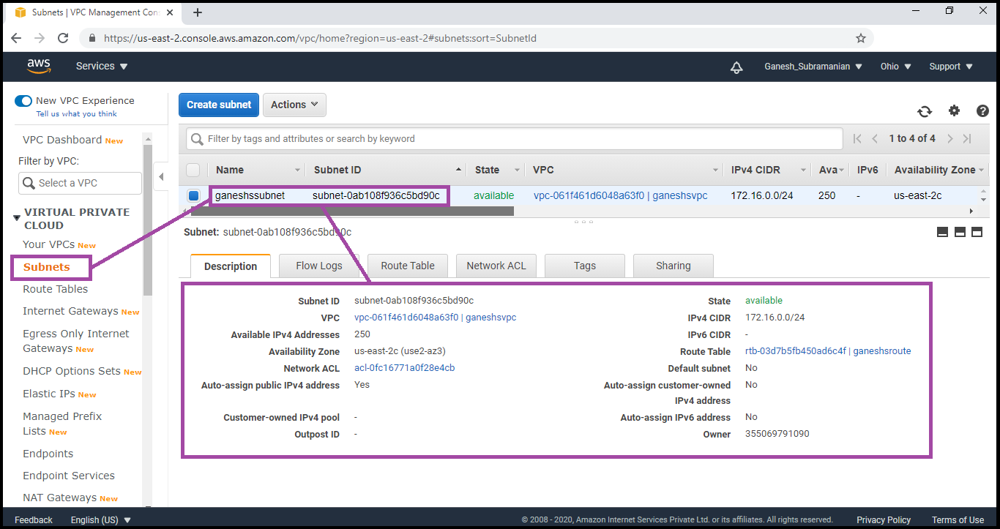 Subnets | VPC Management Con
https://us-east-2.console.aws.amazon.com/vpc/home?region=us-east-2#subnets:sort=SubnetId
aws Services Ganesh_Subramanian Ohio Support
New VPC Experience
Tell us what you think
VPC Dashboard New
Filter by VPC:
Select a VPC
VIRTUAL PRIVATE
CLOUD
Your VPCs New
Subnets
Route Tables
Internet Gateways New
Egress Only Internet
Gateways New
DHCP Options Sets New
Elastic IPs New
Managed Prefix
Lists New
Endpoints
Endpoint Services
NAT Gateways New
Create subnet Actions
Filter by tags and attributes or search by keyword 1 to 4 of 4
Name Subnet ID State VPC IPv4 CIDR Ava IPv6 Availability Zone
ganeshssubnet subnet-0ab108f936c5bd90c available vpc-061f461d6048a63f0 | ganeshsvpc 172.16.0.0/24 250 - us-east-2c
Subnet: subnet-0ab108f936c5bd90c
Description Flow Logs Route Table Network ACL Tags Sharing
Subnet ID subnet-0ab108f936c5bd90c State available
VPC vpc-061f461d6048a63f0 | ganeshsvpc IPv4 CIDR 172.16.0.0/24
Available IPv4 Addresses 250 IPv6 CIDR -
Availability Zone us-east-2c (use2-az3) Route Table rtb-03d7b5fb450ad6c4f | ganeshsroute
Network ACL acl-0fc16771a0f28e4cb Default subnet No
Auto-assign public IPv4 address Yes Auto-assign customer-owned No
IPv4 address
Customer-owned IPv4 pool - Auto-assign IPv6 address No
Outpost ID - Owner 355069791090
Feedback English (US) © 2008 - 2020, Amazon Internet Services Private Ltd. or its affiliates. All rights reserved. Privacy Policy Terms of Use